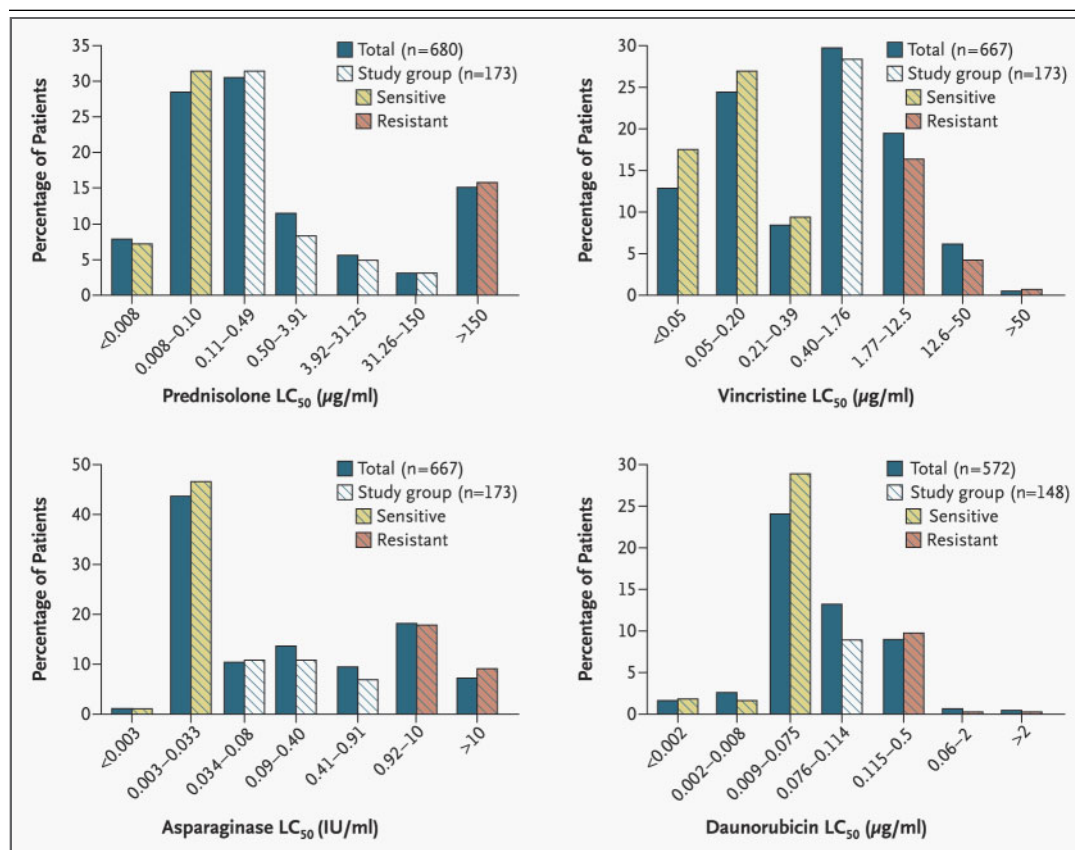 Total (n=680)
Study group (n=173)
Sensitive
Resistant
Percentage of Patients
35
30
25
20
15
10
5
0
<0.008
0.008–0.10
0.11–0.49
0.50–3.91
3.92–31.25
31.26–150
>150
Prednisolone LC50 (µg/ml)
Total (n=667)
Study group (n=173)
Sensitive
Resistant
Percentage of Patients
30
25
20
15
10
5
0
<0.05
0.05–0.20
0.21–0.39
0.40–1.76
1.77–12.5
12.6–50
>50
Vincristine LC50 (µg/ml)
Total (n=667)
Study group (n=173)
Sensitive
Resistant
Percentage of Patients
50
40
30
20
10
0
<0.003
0.003–0.033
0.034–0.08
0.09–0.40
0.41–0.91
0.92–10
>10
Asparaginase LC50 (IU/ml)
Total (n=572)
Study group (n=148)
Sensitive
Resistant
Percentage of Patients
30
25
20
15
10
5
0
<0.002
0.002–0.008
0.009–0.075
0.076–0.114
0.115–0.5
0.06–2
>2
Daunorubicin LC50 (µg/ml)